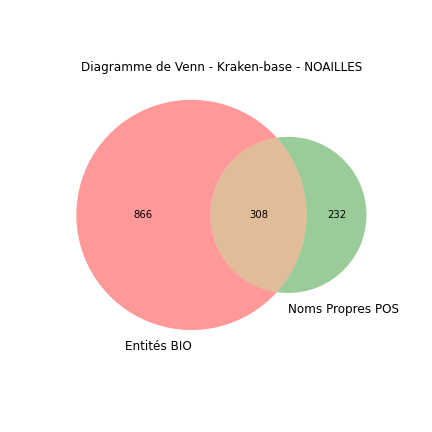 Diagramme de Venn - Kraken-base - NOAILLES
866
308
232
Noms Propres POS
Entités BIO